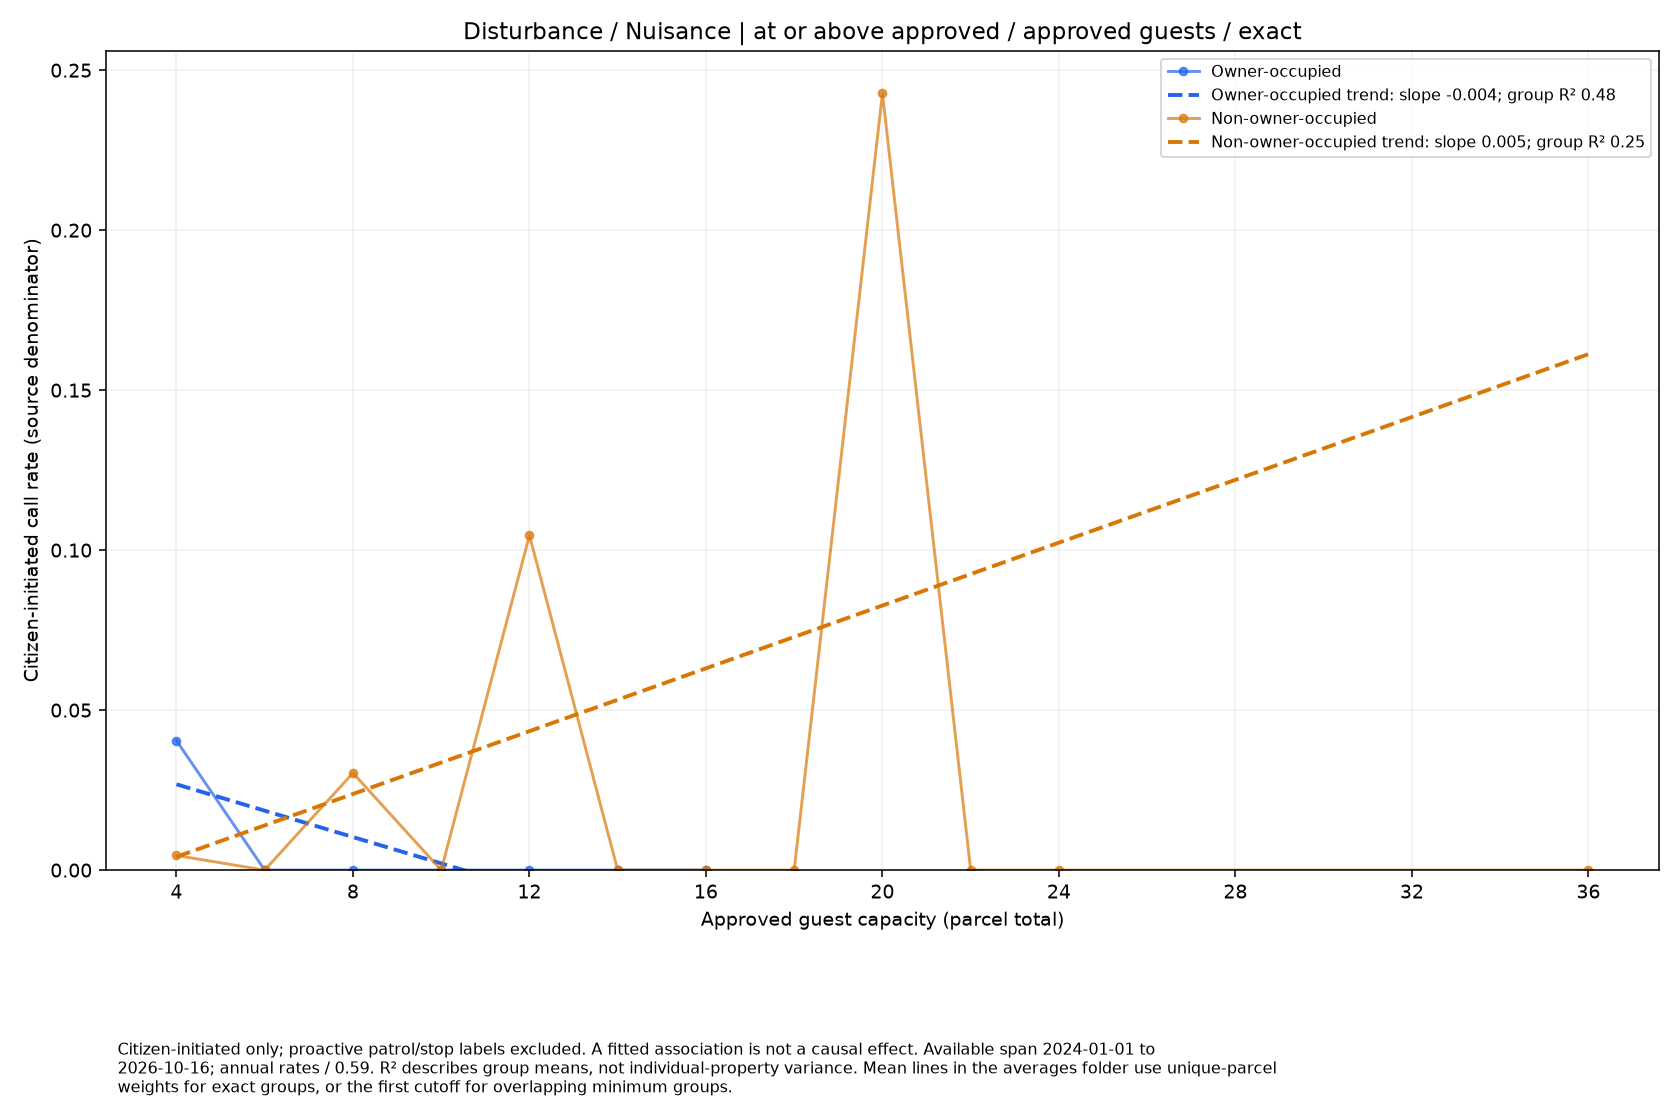 Disturbance / Nuisance | at or above approved / approved guests / exact
Owner-occupied
Owner-occupied trend: slope -0.004; group R² 0.48
Non-owner-occupied
Non-owner-occupied trend: slope 0.005; group R² 0.25
Citizen-initiated call rate (source denominator)
0.25
0.20
0.15
0.10
0.05
0.00
4 8 12 16 20 24 28 32 36
Approved guest capacity (parcel total)
Citizen-initiated only; proactive patrol/stop labels excluded. A fitted association is not a causal effect. Available span 2024-01-01 to
2026-10-16; annual rates / 0.59. R² describes group means, not individual-property variance. Mean lines in the averages folder use unique-parcel
weights for exact groups, or the first cutoff for overlapping minimum groups.